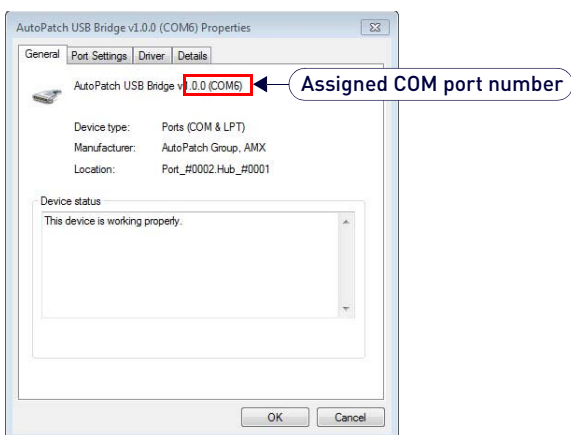 AutoPatch USB Bridge v1.0.0 (COM6) Properties
General Port Settings Driver Details
AutoPatch USB Bridge v1.0.0 (COM6)
Assigned COM port number
Device type: Ports (COM & LPT)
Manufacturer: AutoPatch Group, AMX
Location: Port_#0002.Hub_#0001
Device status
This device is working properly.
OK Cancel